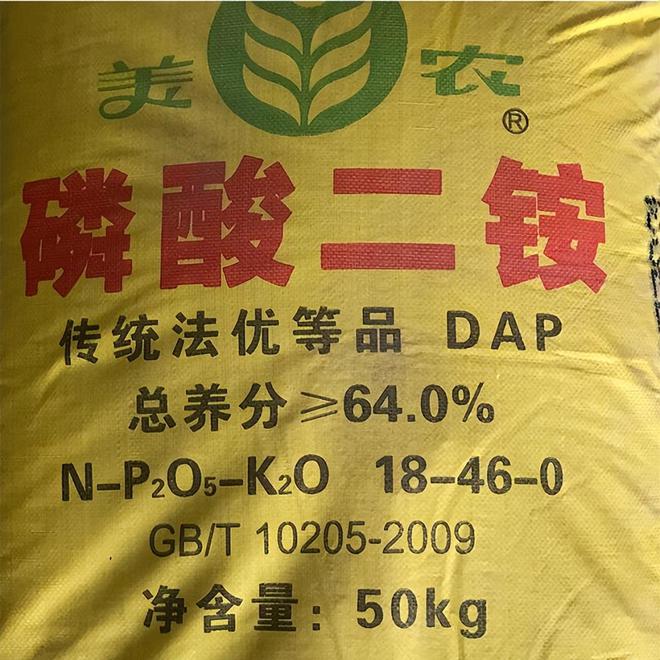 美农
®
磷酸二铵
传统法优等品 DAP
总养分≥64.0%
N-P₂O₅-K₂O 18-46-0
GB/T 10205-2009
净含量：50kg